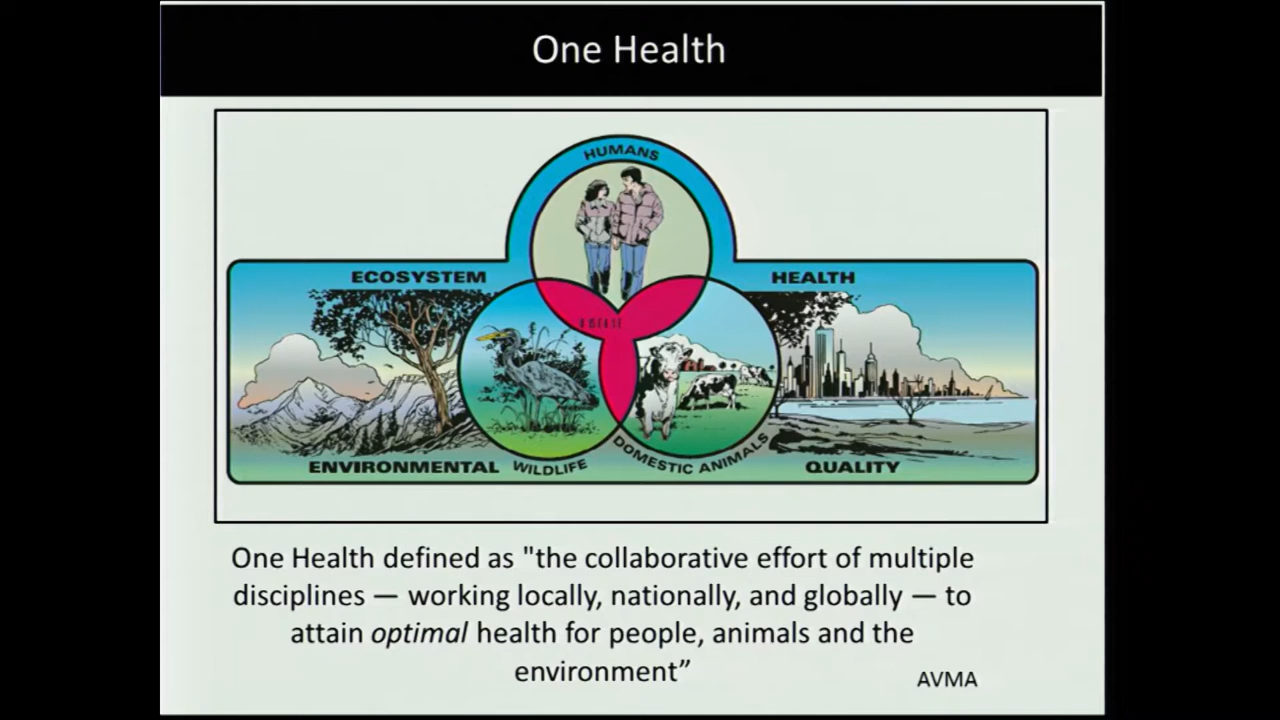 One Health
HUMANS
ECOSYSTEM
HEALTH
ENVIRONMENTAL
WILDLIFE
DOMESTIC ANIMALS
QUALITY
One Health defined as "the collaborative effort of multiple
disciplines — working locally, nationally, and globally — to
attain optimal health for people, animals and the
environment”
AVMA